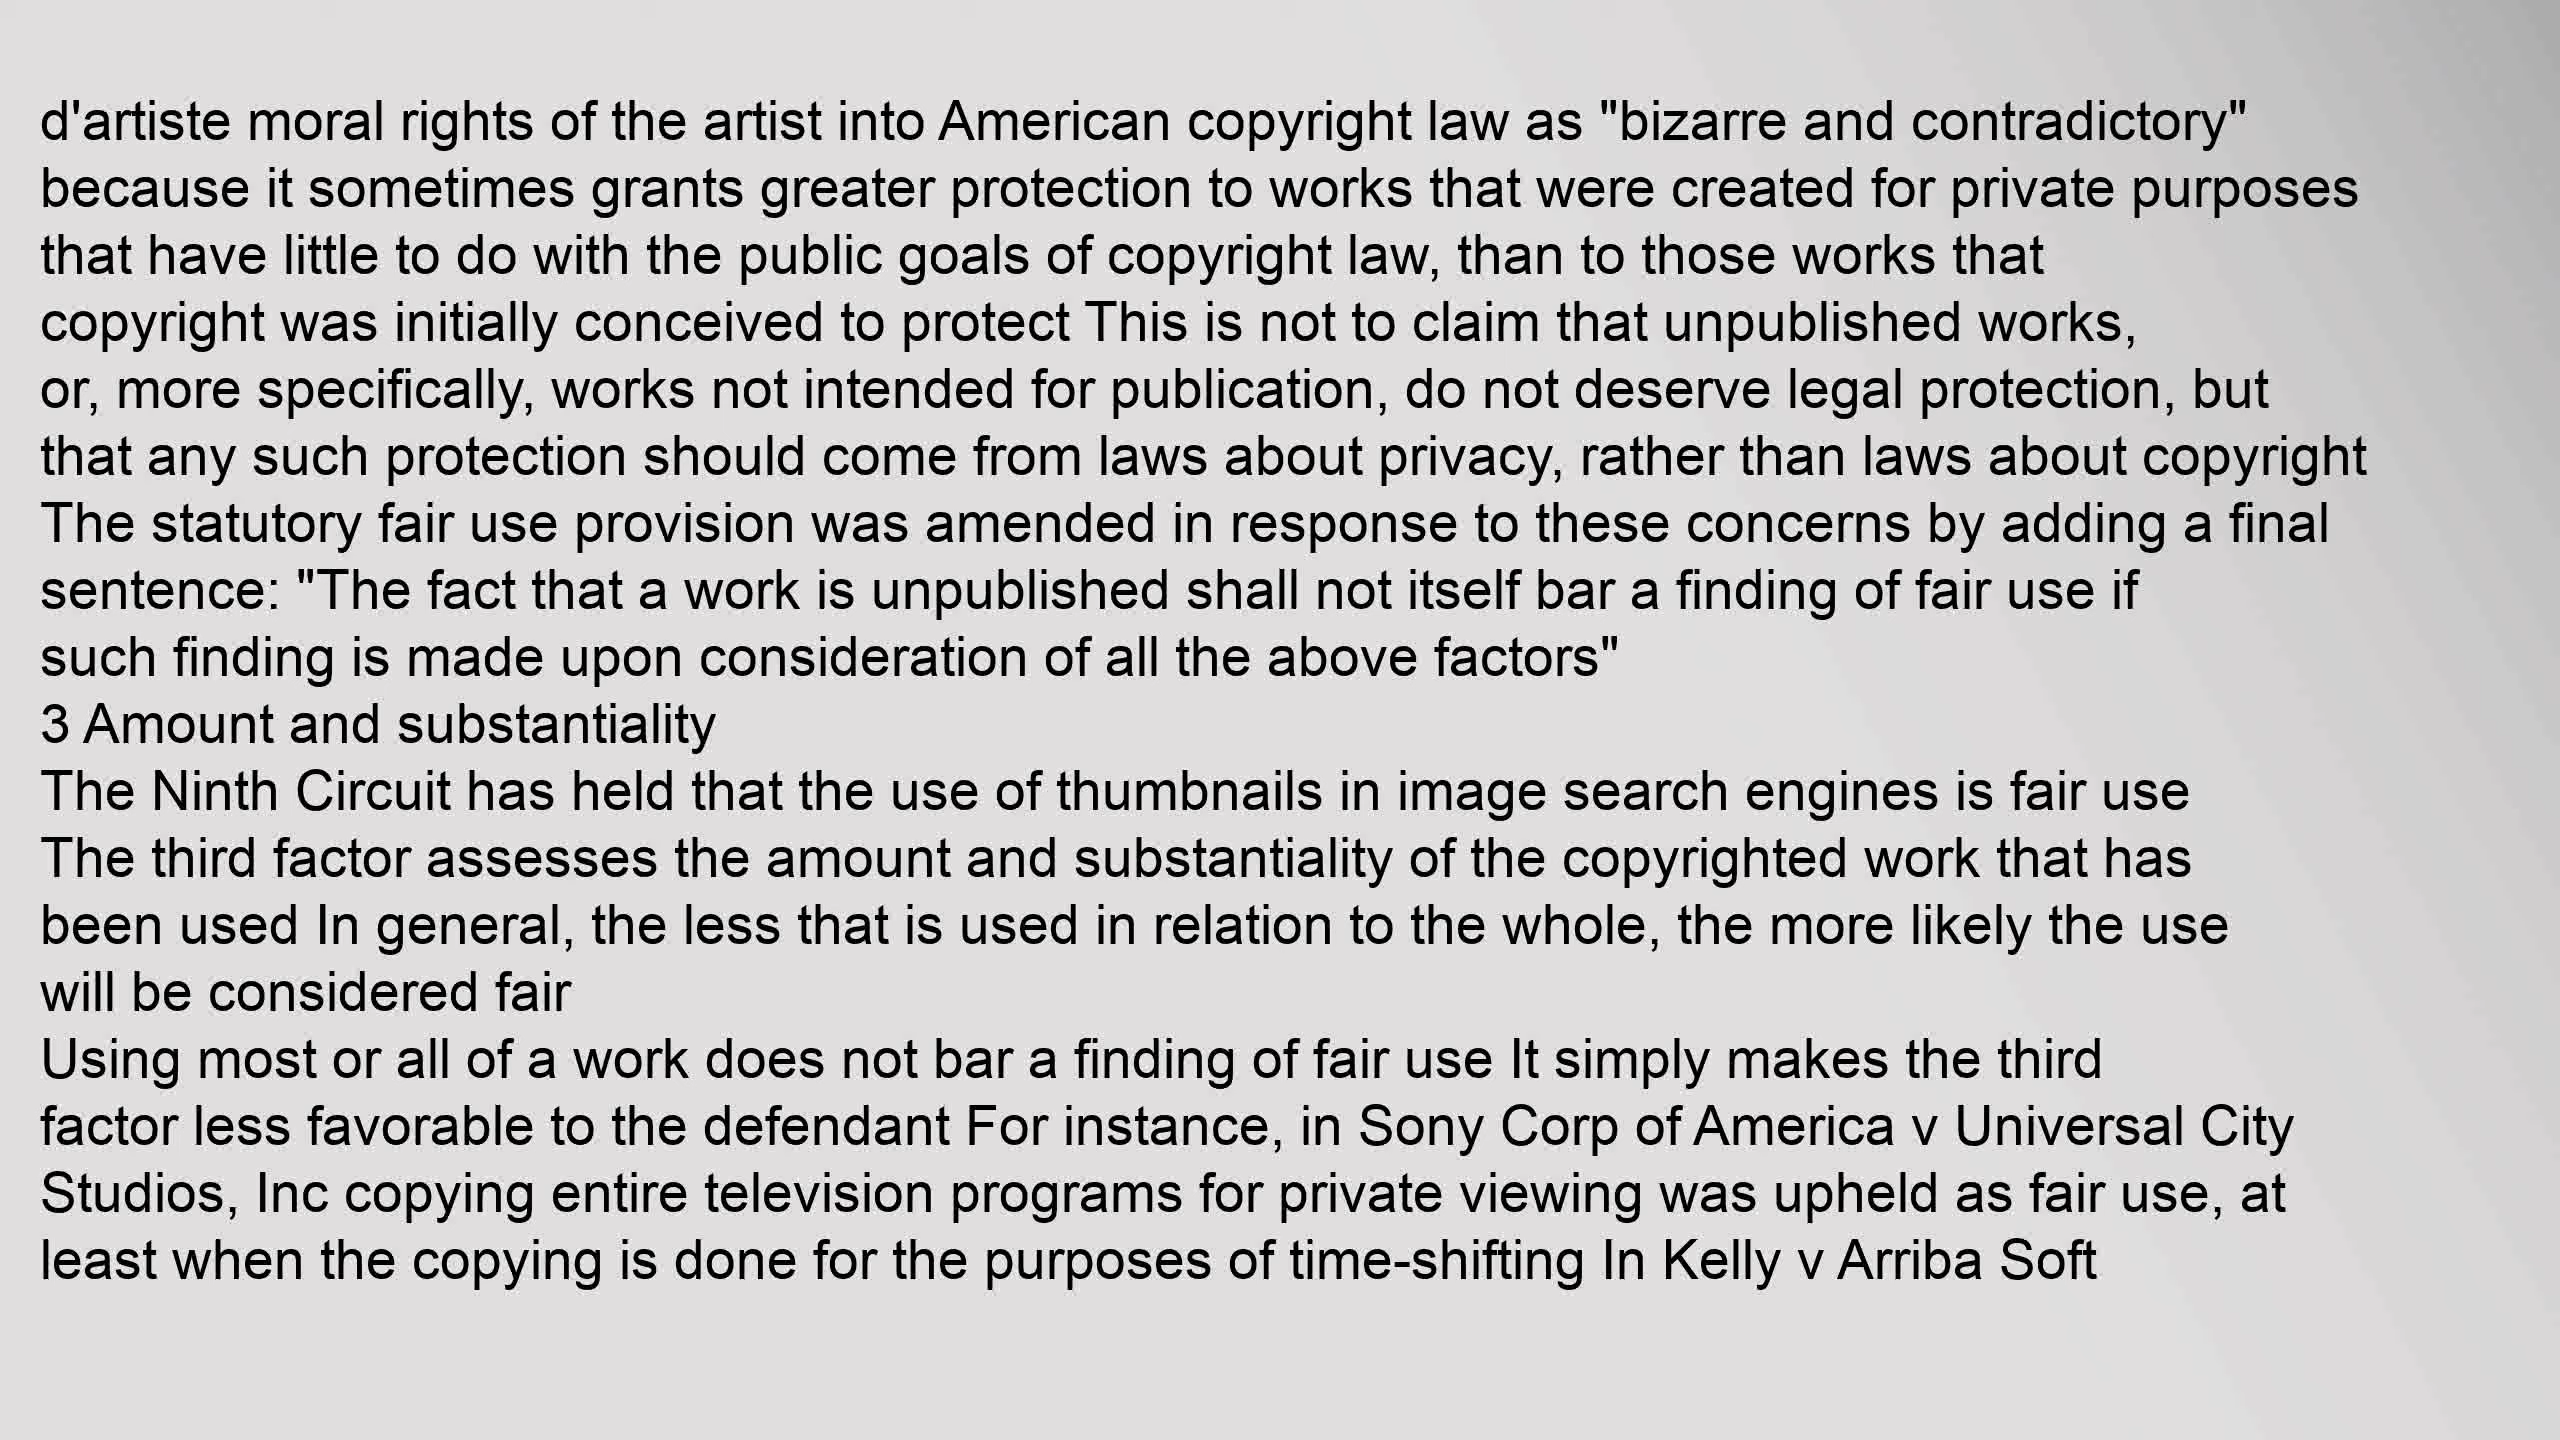 d'artiste moral rights of the artist into American copyright law as "bizarre and contradictory"
because it sometimes grants greater protection to works that were created for private purposes
that have little to do with the public goals of copyright law, than to those works that
copyright was initially conceived to protect This is not to claim that unpublished works,
or, more specifically, works not intended for publication, do not deserve legal protection, but
that any such protection should come from laws about privacy, rather than laws about copyright
The statutory fair use provision was amended in response to these concerns by adding a final
sentence: "The fact that a work is unpublished shall not itself bar a finding of fair use if
such finding is made upon consideration of all the above factors"
3 Amount and substantiality
The Ninth Circuit has held that the use of thumbnails in image search engines is fair use
The third factor assesses the amount and substantiality of the copyrighted work that has
been used In general, the less that is used in relation to the whole, the more likely the use
will be considered fair
Using most or all of a work does not bar a finding of fair use It simply makes the third
factor less favorable to the defendant For instance, in Sony Corp of America v Universal City
Studios, Inc copying entire television programs for private viewing was upheld as fair use, at
least when the copying is done for the purposes of time-shifting In Kelly v Arriba Soft